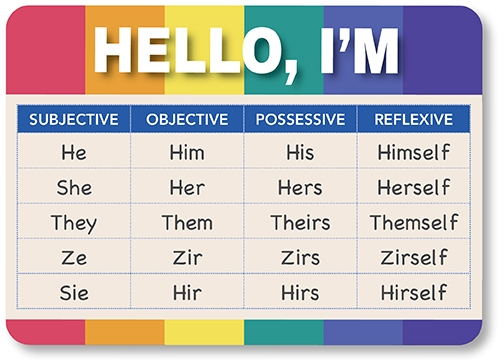 HELLO, I'M
SUBJECTIVE OBJECTIVE POSSESSIVE REFLEXIVE
He Him His Himself
She Her Hers Herself
They Them Theirs Themself
Ze Zir Zirs Zirself
Sie Hir Hirs Hirself